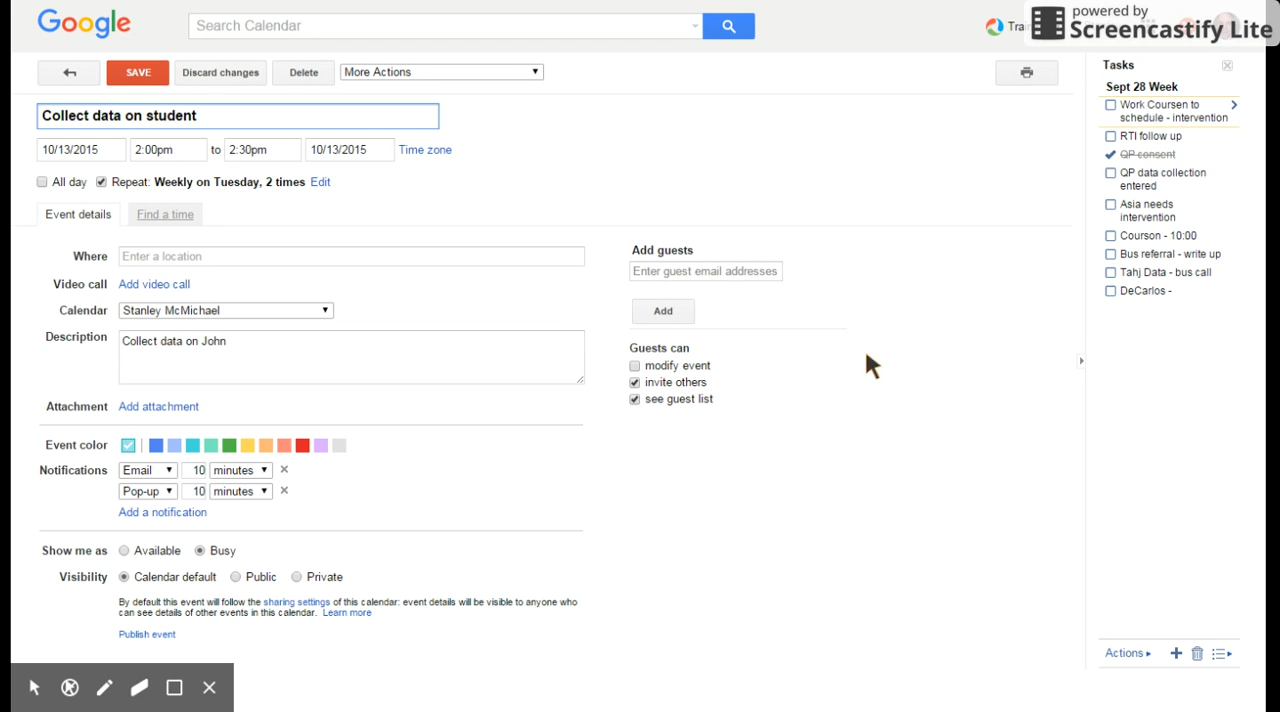 Google
Search Calendar
Tra
powered by
Screencastify Lite
SAVE
Discard changes
Delete
More Actions
Collect data on student
10/13/2015 2:00pm to 2:30pm 10/13/2015 Time zone
All day Repeat: Weekly on Tuesday, 2 times Edit
Event details Find a time
Where Enter a location
Video call Add video call
Calendar Stanley McMichael
Description Collect data on John
Attachment Add attachment
Event color
Notifications Email 10 minutes
Pop-up 10 minutes
Add a notification
Show me as Available Busy
Visibility Calendar default Public Private
By default this event will follow the sharing settings of this calendar: event details will be visible to anyone who
can see details of other events in this calendar. Learn more
Publish event
Add guests
Enter guest email addresses
Add
Guests can
modify event
invite others
see guest list
Tasks
Sept 28 Week
Work Coursen to
schedule - intervention
RTI follow up
QP consent
QP data collection
entered
Asia needs
intervention
Courson - 10:00
Bus referral - write up
Tahj Data - bus call
DeCarlos -
Actions